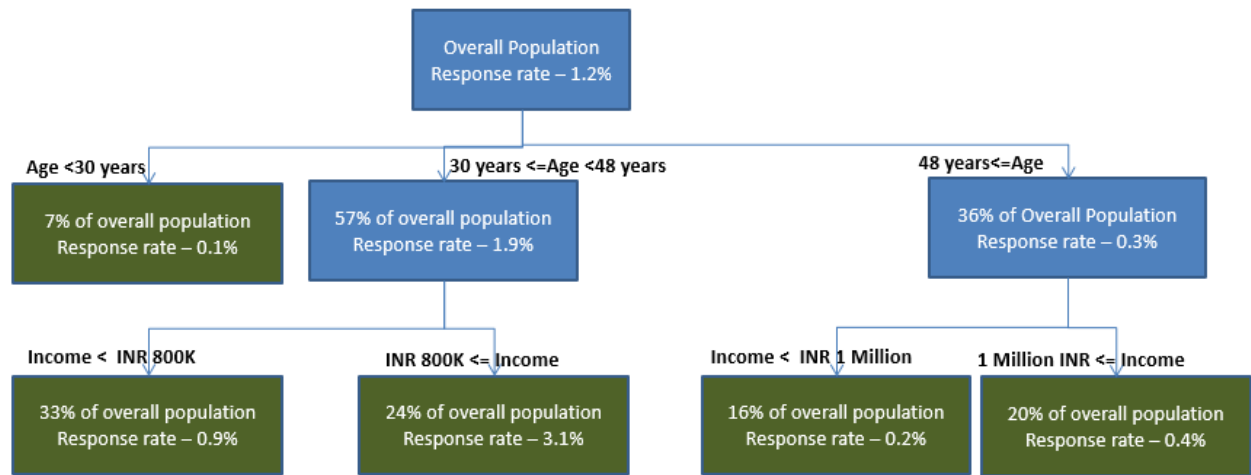 Overall Population
Response rate – 1.2%
Age <30 years
30 years <=Age <48 years
48 years<=Age
7% of overall population
Response rate – 0.1%
57% of overall population
Response rate – 1.9%
36% of Overall Population
Response rate – 0.3%
Income < INR 800K
INR 800K <= Income
Income < INR 1 Million
1 Million INR <= Income
33% of overall population
Response rate – 0.9%
24% of overall population
Response rate – 3.1%
16% of overall population
Response rate – 0.2%
20% of overall population
Response rate – 0.4%